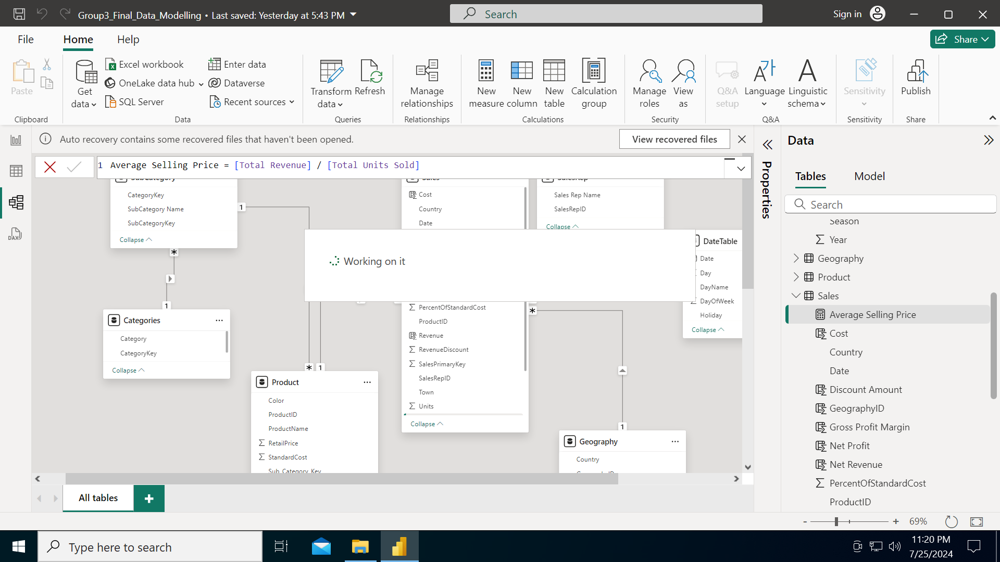 Group3_Final_Data_Modelling • Last saved: Yesterday at 5:43 PM
Search
Sign in
File
Home
Help
Share
Paste
Clipboard
Get data
Excel workbook
OneLake data hub
SQL Server
Enter data
Dataverse
Recent sources
Data
Transform data
Refresh
Queries
Manage relationships
Relationships
New measure
New column
New table
Calculation group
Calculations
Manage roles
View as
Security
Q&A setup
Language
Linguistic schema
Q&A
Sensitivity
Sensitivity
Publish
Share
Auto recovery contains some recovered files that haven't been opened.
View recovered files
1 Average Selling Price = [Total Revenue] / [Total Units Sold]
SubCategory
CategoryKey
SubCategory Name
SubCategoryKey
Collapse
1
*
1
Categories
Category
CategoryKey
Collapse
* 1
Product
Color
ProductID
ProductName
RetailPrice
StandardCost
Sub_Category_Key
Sales
Cost
Country
Date
Working on it
PercentOfStandardCost
ProductID
Revenue
RevenueDiscount
SalesPrimaryKey
SalesRepID
Town
Units
Collapse
SalesRep
Sales Rep Name
SalesRepID
Collapse
DateTable
Date
Day
DayName
DayOfWeek
Holiday
Collapse
*
1
Geography
Country
All tables
+
DAX
Properties
Data
Tables
Model
Search
Season
Year
Geography
Product
Sales
Average Selling Price
Cost
Country
Date
Discount Amount
GeographyID
Gross Profit Margin
Net Profit
Net Revenue
PercentOfStandardCost
ProductID
- + 69%
Type here to search
11:20 PM
7/25/2024